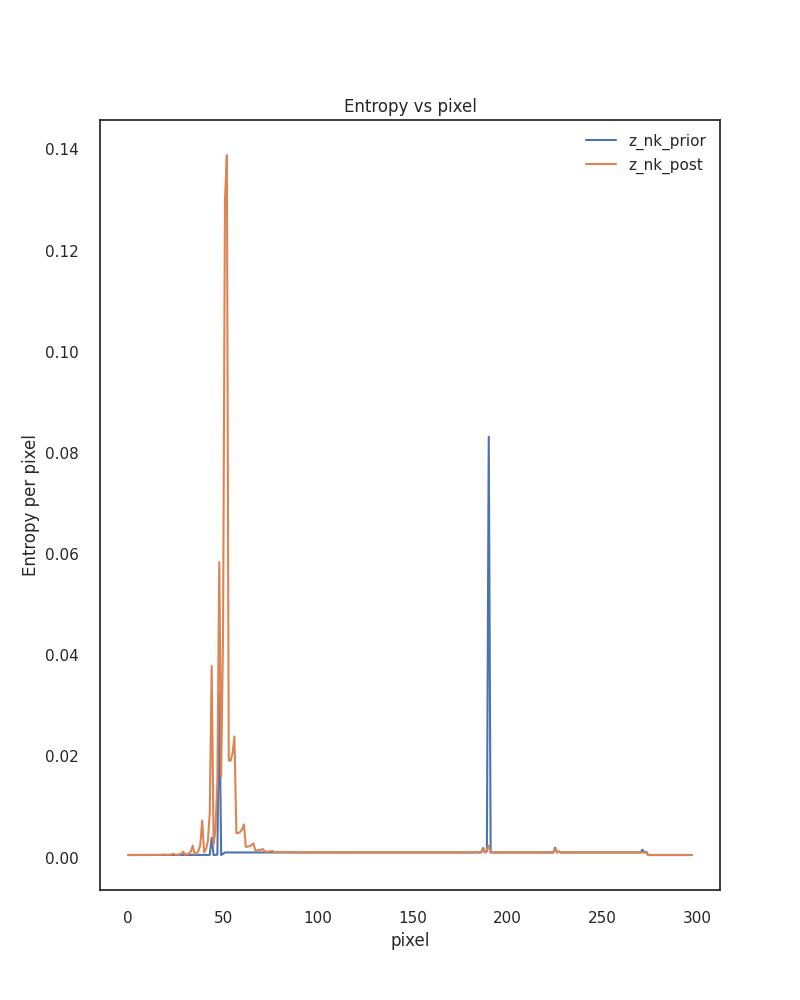 Entropy vs pixel
z_nk_prior
z_nk_post
0.14
0.12
0.10
0.08
0.06
0.04
0.02
0.00
Entropy per pixel
0 50 100 150 200 250 300
pixel